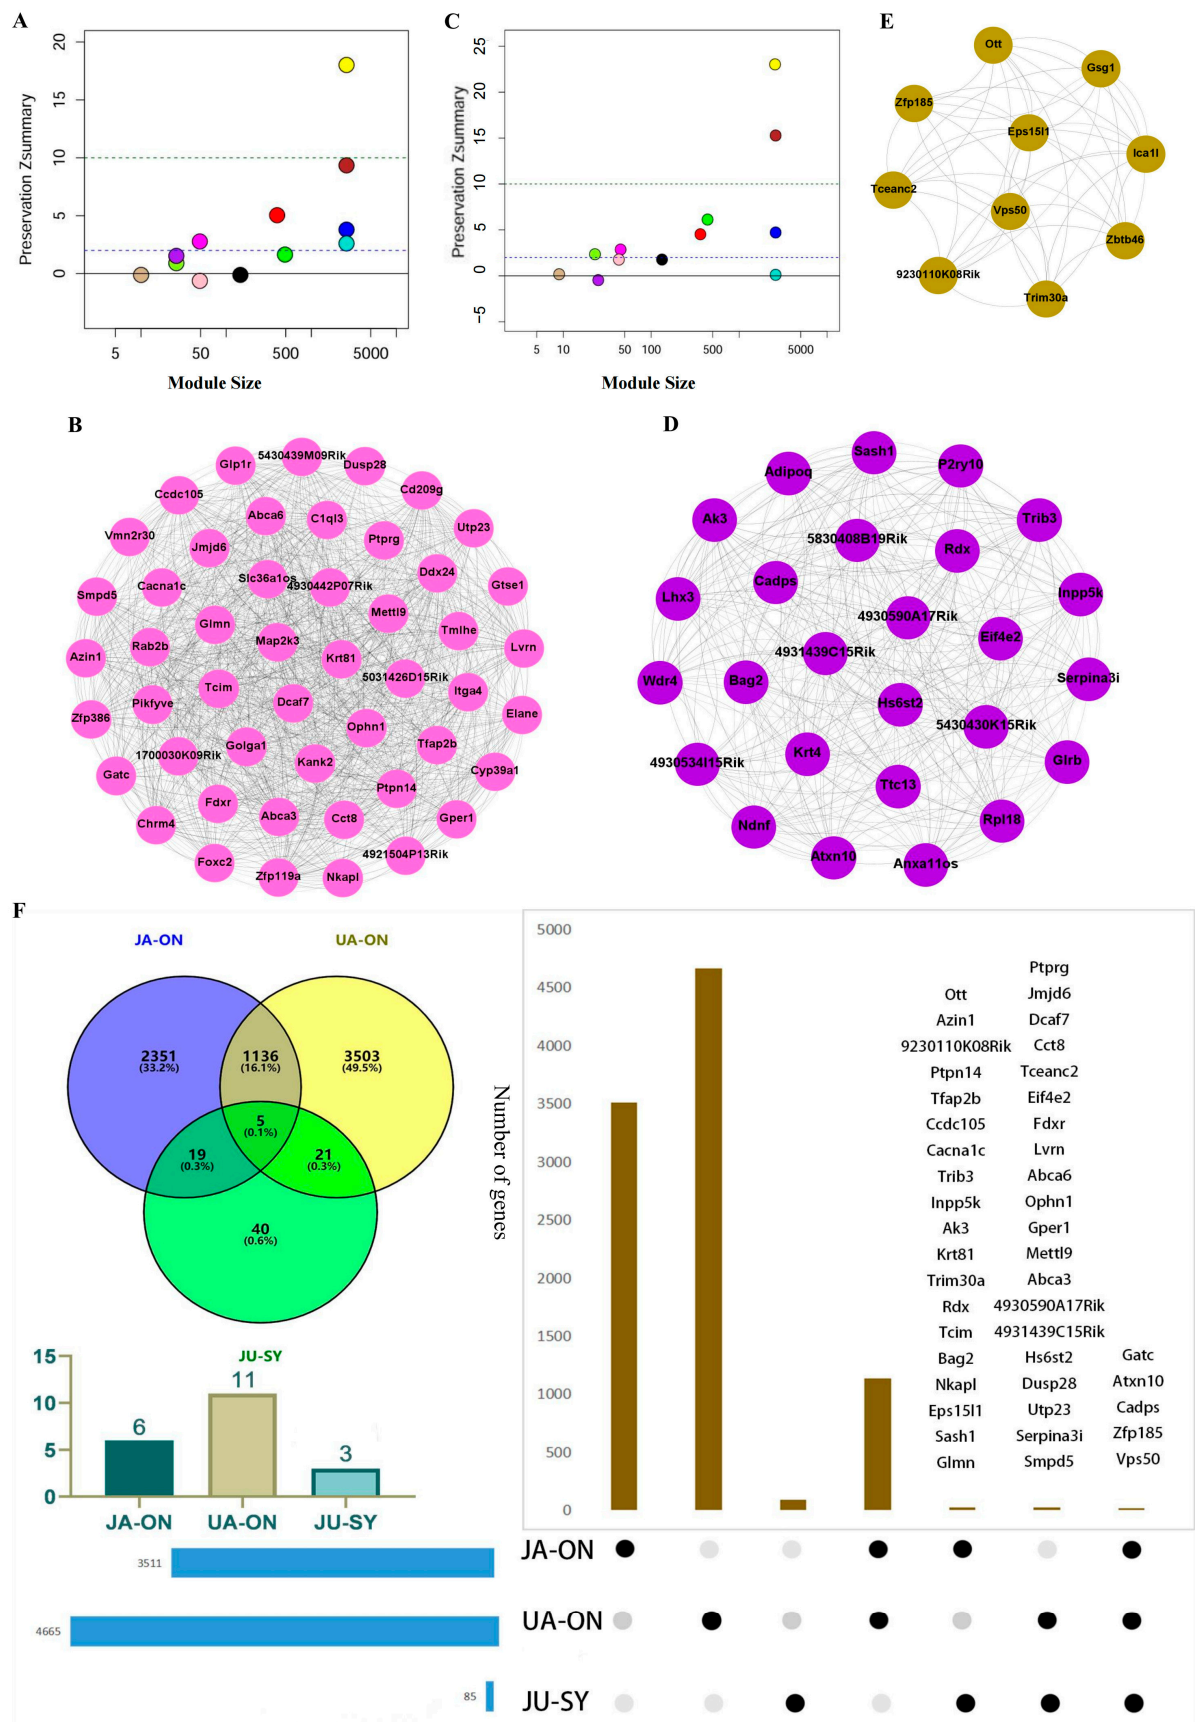 A
20
15
10
5
0
Preservation Zsummary
5
50
500
5000
Module Size
C
25
20
15
10
5
0
−5
Preservation Zsummary
5
10
50
100
500
5000
Module Size
E
Ott
Gsg1
Zfp185
Eps15l1
Ica1l
Tceanc2
Vps50
Zbtb46
9230110K08Rik
Trim30a
B
5430439M09Rik
Glp1r
Dusp28
Ccdc105
Cd209g
Abca6
C1ql3
Utp23
Vmn2r30
Jmjd6
Ptprg
Slc36a1os
4930442P07Rik
Ddx24
Gtse1
Smpd5
Cacna1c
Mettl9
Glmn
Tmlhe
Azin1
Rab2b
Map2k3
Krt81
Lvrn
5031426D15Rik
Tcim
Itga4
Zfp386
Pikfyve
Dcaf7
Elane
Ophn1
1700030K09Rik
Golga1
Tfap2b
Gatc
Kank2
Cyp39a1
Ptpn14
Fdxr
Chrm4
Abca3
Cct8
Gper1
Foxc2
4921504P13Rik
Zfp119a
Nkapl
D
Sash1
Adipoq
P2ry10
Ak3
Trib3
5830408B19Rik
Rdx
Lhx3
Cadps
Inpp5k
4930590A17Rik
Eif4e2
4931439C15Rik
Wdr4
Bag2
Serpina3i
Hs6st2
5430430K15Rik
4930534I15Rik
Krt4
Glrb
Ttc13
Ndnf
Rpl18
Atxn10
Anxa11os
F
JA-ON
UA-ON
2351
(33.2%)
1136
(16.1%)
3503
(49.5%)
5
(0.1%)
19
(0.3%)
21
(0.3%)
40
(0.6%)
JU-SY
15
10
5
0
6
11
3
JA-ON
UA-ON
JU-SY
3511
4665
85
Number of genes
5000
4500
4000
3500
3000
2500
2000
1500
1000
500
0
Ptprg
Ott Jmjd6
Azin1 Dcaf7
9230110K08Rik Cct8
Ptpn14 Tceanc2
Tfap2b Eif4e2
Ccdc105 Fdxr
Cacna1c Lvrn
Trib3 Abca6
Inpp5k Ophn1
Ak3 Gper1
Krt81 Mettl9
Trim30a Abca3
Rdx 4930590A17Rik
Tcim 4931439C15Rik
Bag2 Hs6st2 Gatc
Nkapl Dusp28 Atxn10
Eps15l1 Utp23 Cadps
Sash1 Serpina3i Zfp185
Glmn Smpd5 Vps50
JA-ON
UA-ON
JU-SY